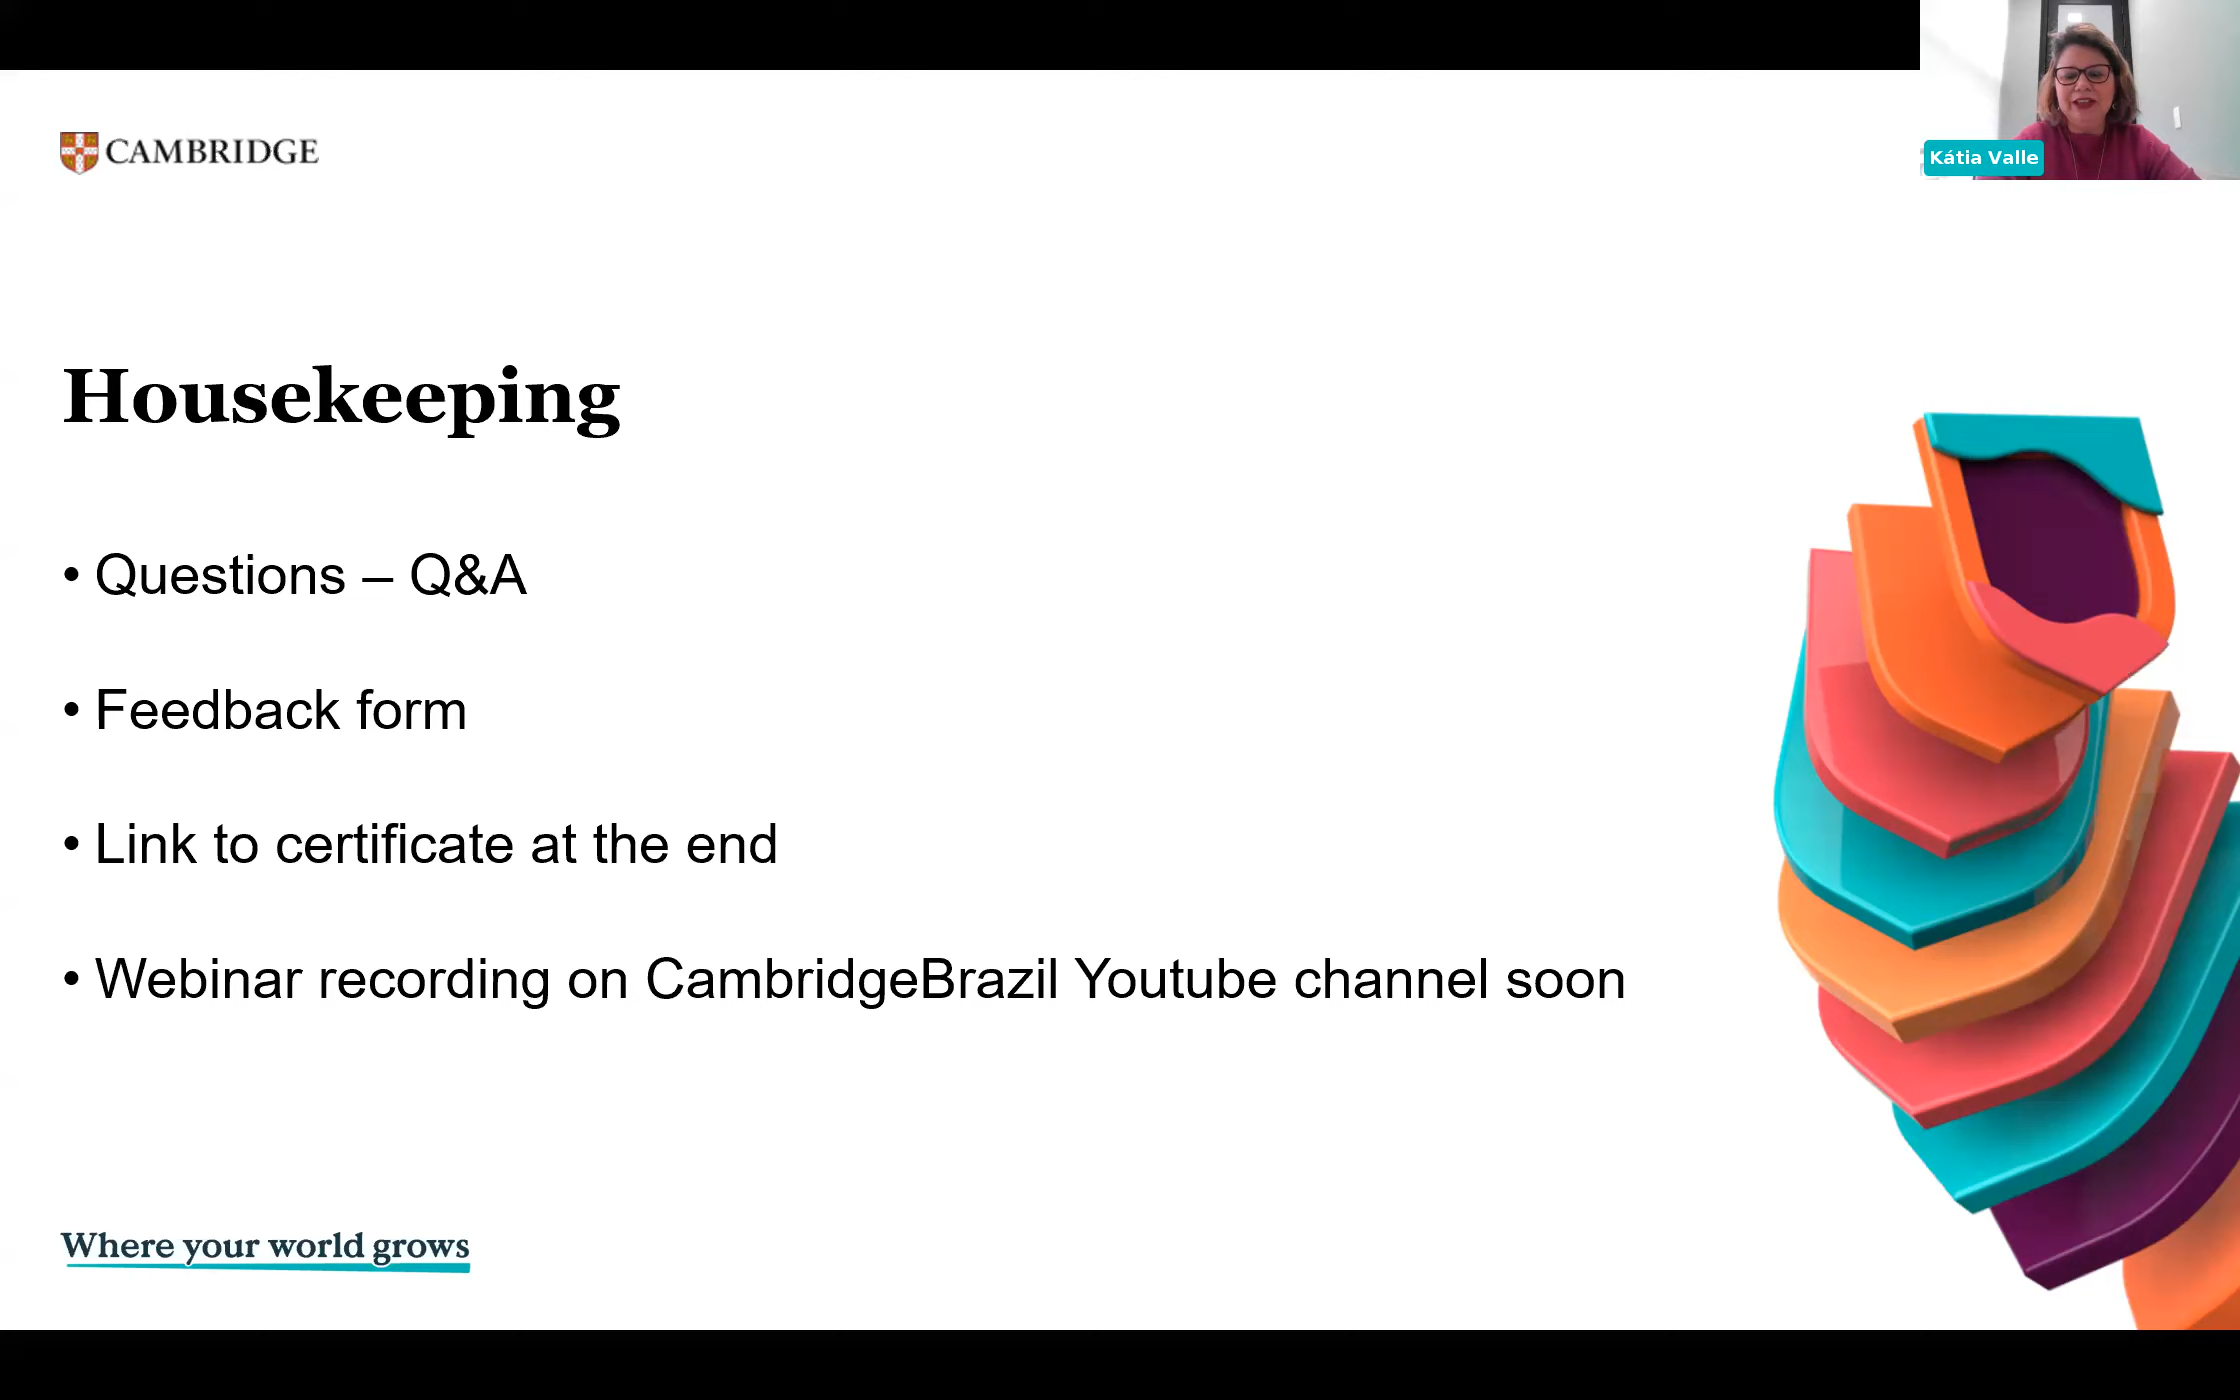 CAMBRIDGE
Kátia Valle
Housekeeping
• Questions – Q&A
• Feedback form
• Link to certificate at the end
• Webinar recording on CambridgeBrazil Youtube channel soon
Where your world grows